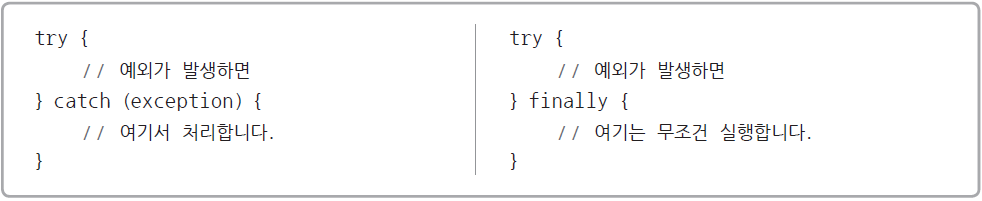 try {
// 예외가 발생하면
} catch (exception) {
// 여기서 처리합니다.
}
try {
// 예외가 발생하면
} finally {
// 여기는 무조건 실행합니다.
}